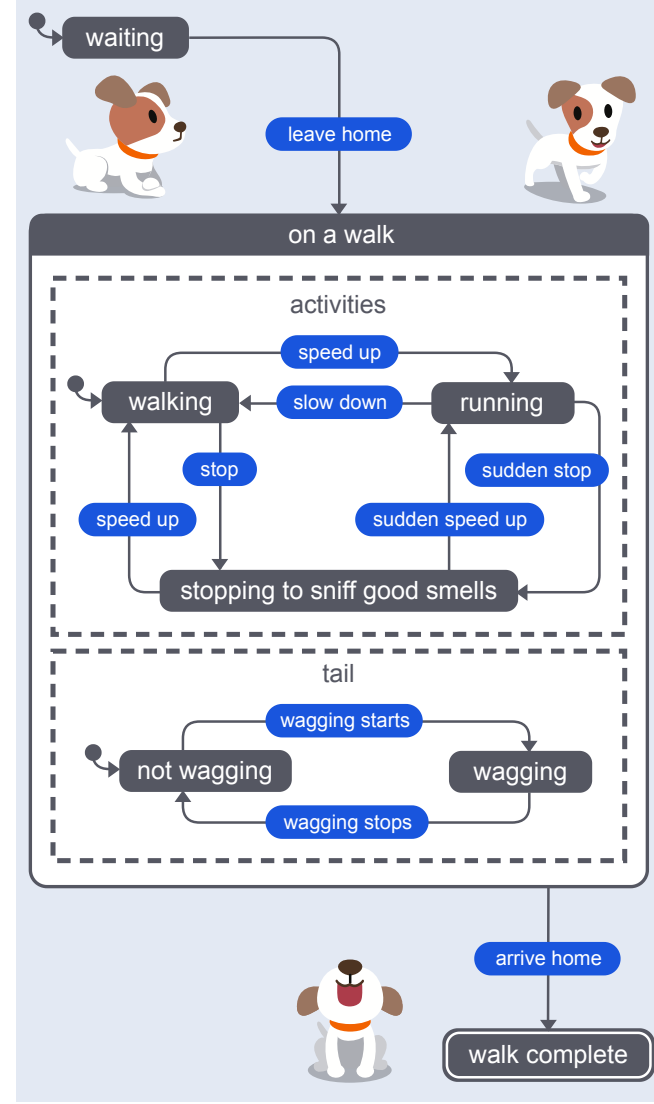 waiting
leave home
on a walk
activities
speed up
walking
slow down
running
stop
sudden stop
speed up
sudden speed up
stopping to sniff good smells
tail
wagging starts
not wagging
wagging
wagging stops
arrive home
walk complete